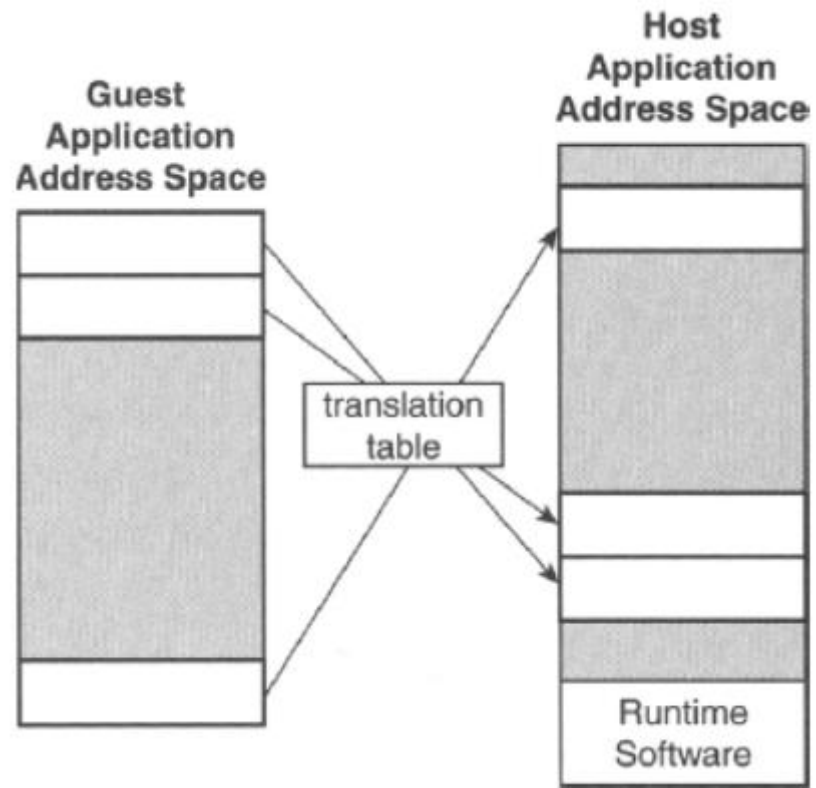 Guest
Application
Address Space
Host
Application
Address Space
translation
table
Runtime
Software